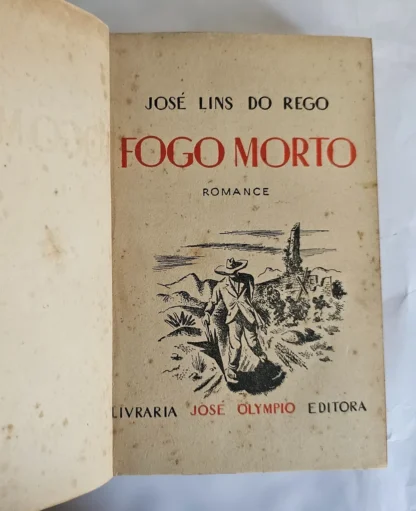 JOSÉ LINS DO REGO
FOGO MORTO
ROMANCE
LIVRARIA JOSÉ OLYMPIO EDITORA